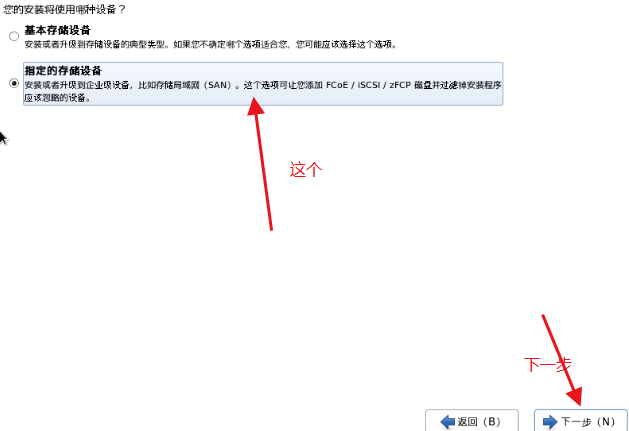 您的安装将使用哪种设备？
基本存储设备
安装或者升级到存储设备的典型类型。如果您不确定哪个选项适合您，您可能应该选择这个选项。
指定的存储设备
安装或者升级到企业级设备，比如存储局域网（SAN）。这个选项可让您添加 FCoE / iSCSI / zFCP 磁盘并过滤掉安装程序
应该忽略的设备。
这个
下一步
返回（B）
下一步（N）